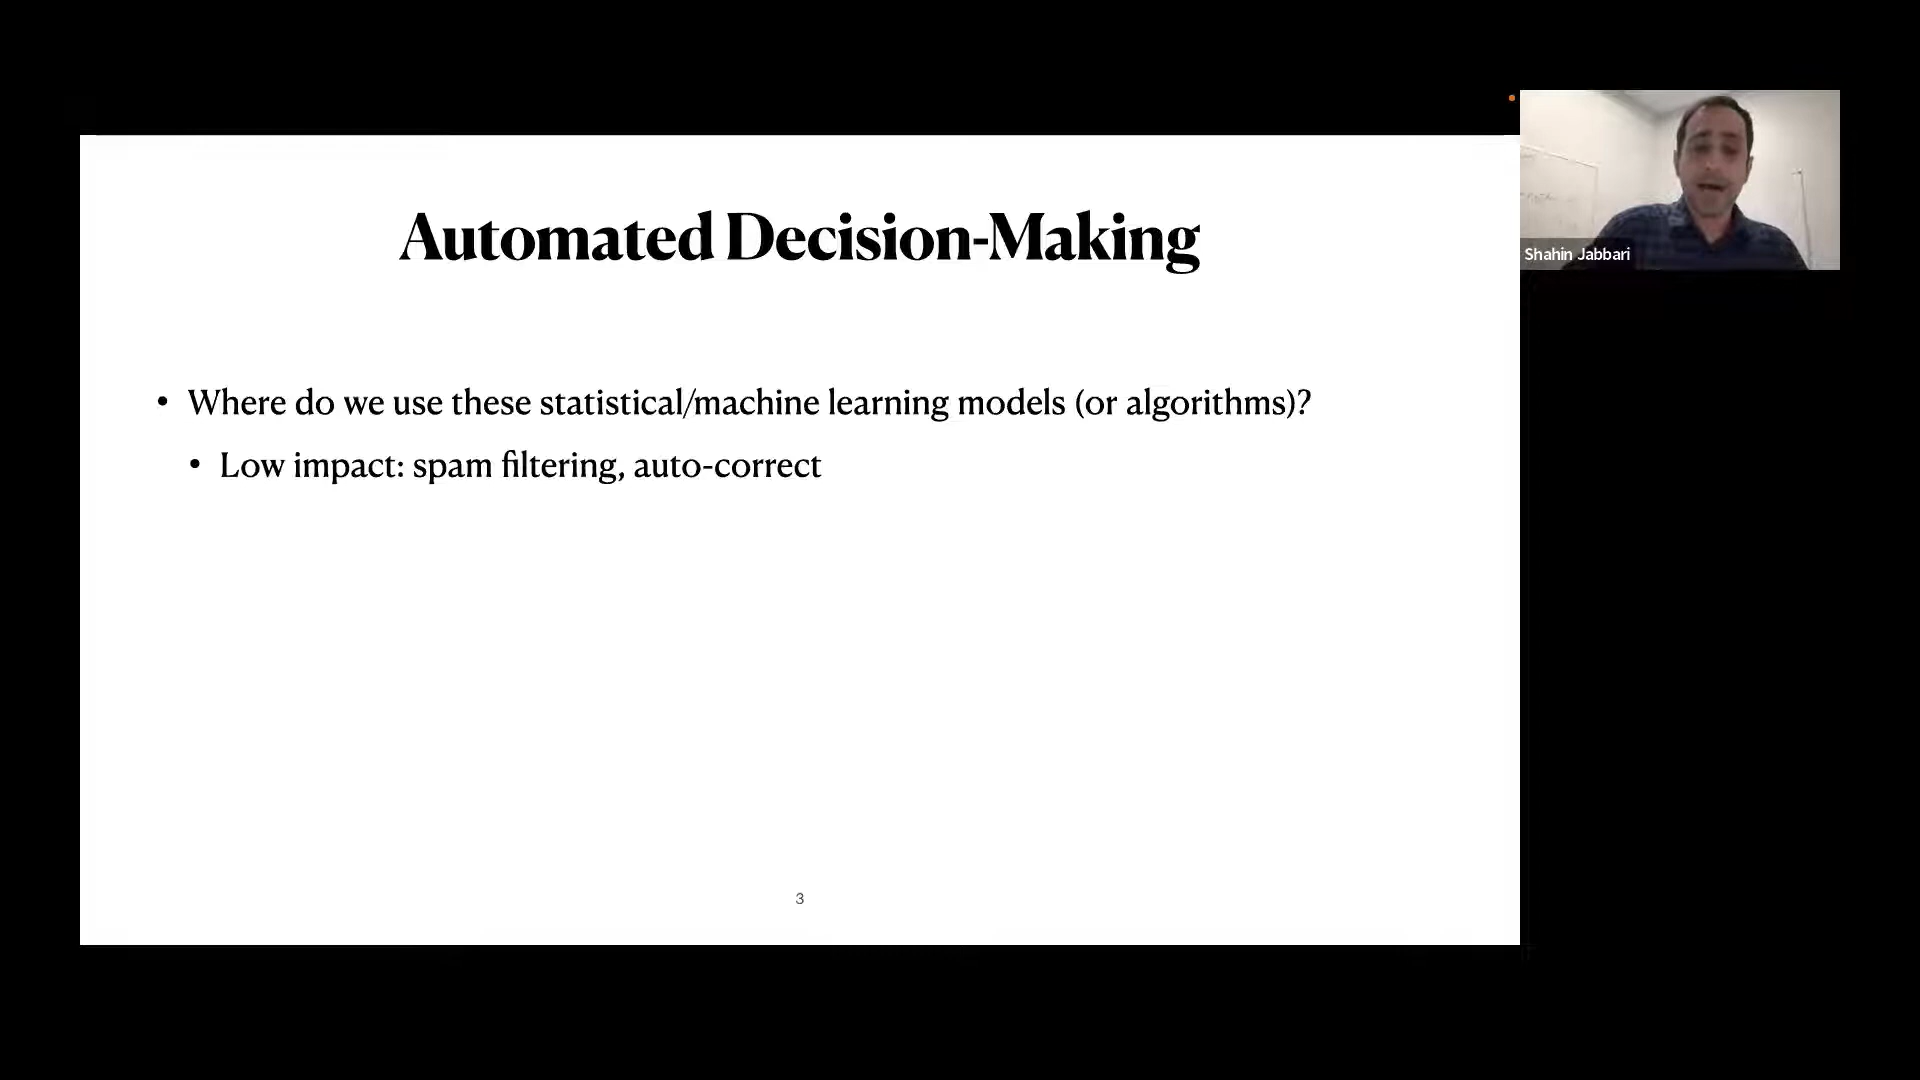 Automated Decision-Making
• Where do we use these statistical/machine learning models (or algorithms)?
• Low impact: spam filtering, auto-correct
3
Shahin Jabbari